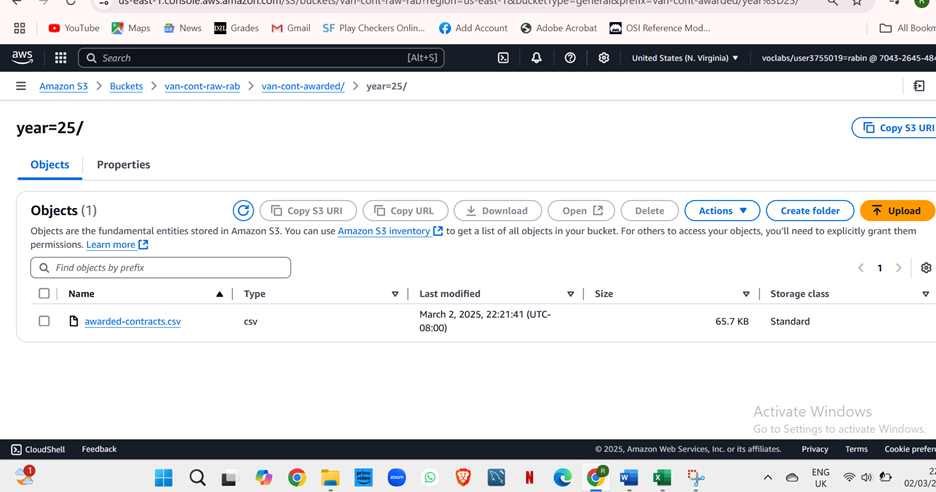 us-east-1.console.aws.amazon.com/s3/buckets/van-cont-raw-rab?region=us-east-1&bucketType=general&prefix=van-cont-awarded/year%3D25/
YouTube Maps News D2L Grades Gmail SF Play Checkers Onlin... Add Account Adobe Acrobat OSI Reference Mod... All Bookm
aws Search [Alt+S] United States (N. Virginia) ▼ voclabs/user3755019=rabin @ 7043-2645-484
Amazon S3 > Buckets > van-cont-raw-rab > van-cont-awarded/ > year=25/
year=25/
Copy S3 URI
Objects Properties
Objects (1) Copy S3 URI Copy URL Download Open Delete Actions ▼ Create folder Upload
Objects are the fundamental entities stored in Amazon S3. You can use Amazon S3 inventory to get a list of all objects in your bucket. For others to access your objects, you'll need to explicitly grant them
permissions. Learn more
Find objects by prefix < 1 >
Name Type Last modified Size Storage class
awarded-contracts.csv csv March 2, 2025, 22:21:41 (UTC-
08:00) 65.7 KB Standard
Activate Windows
Go to Settings to activate Windows.
CloudShell Feedback © 2025, Amazon Web Services, Inc. or its affiliates. Privacy Terms Cookie prefere
1 prime video zoom N R W X ENG 22
UK 02/03/2